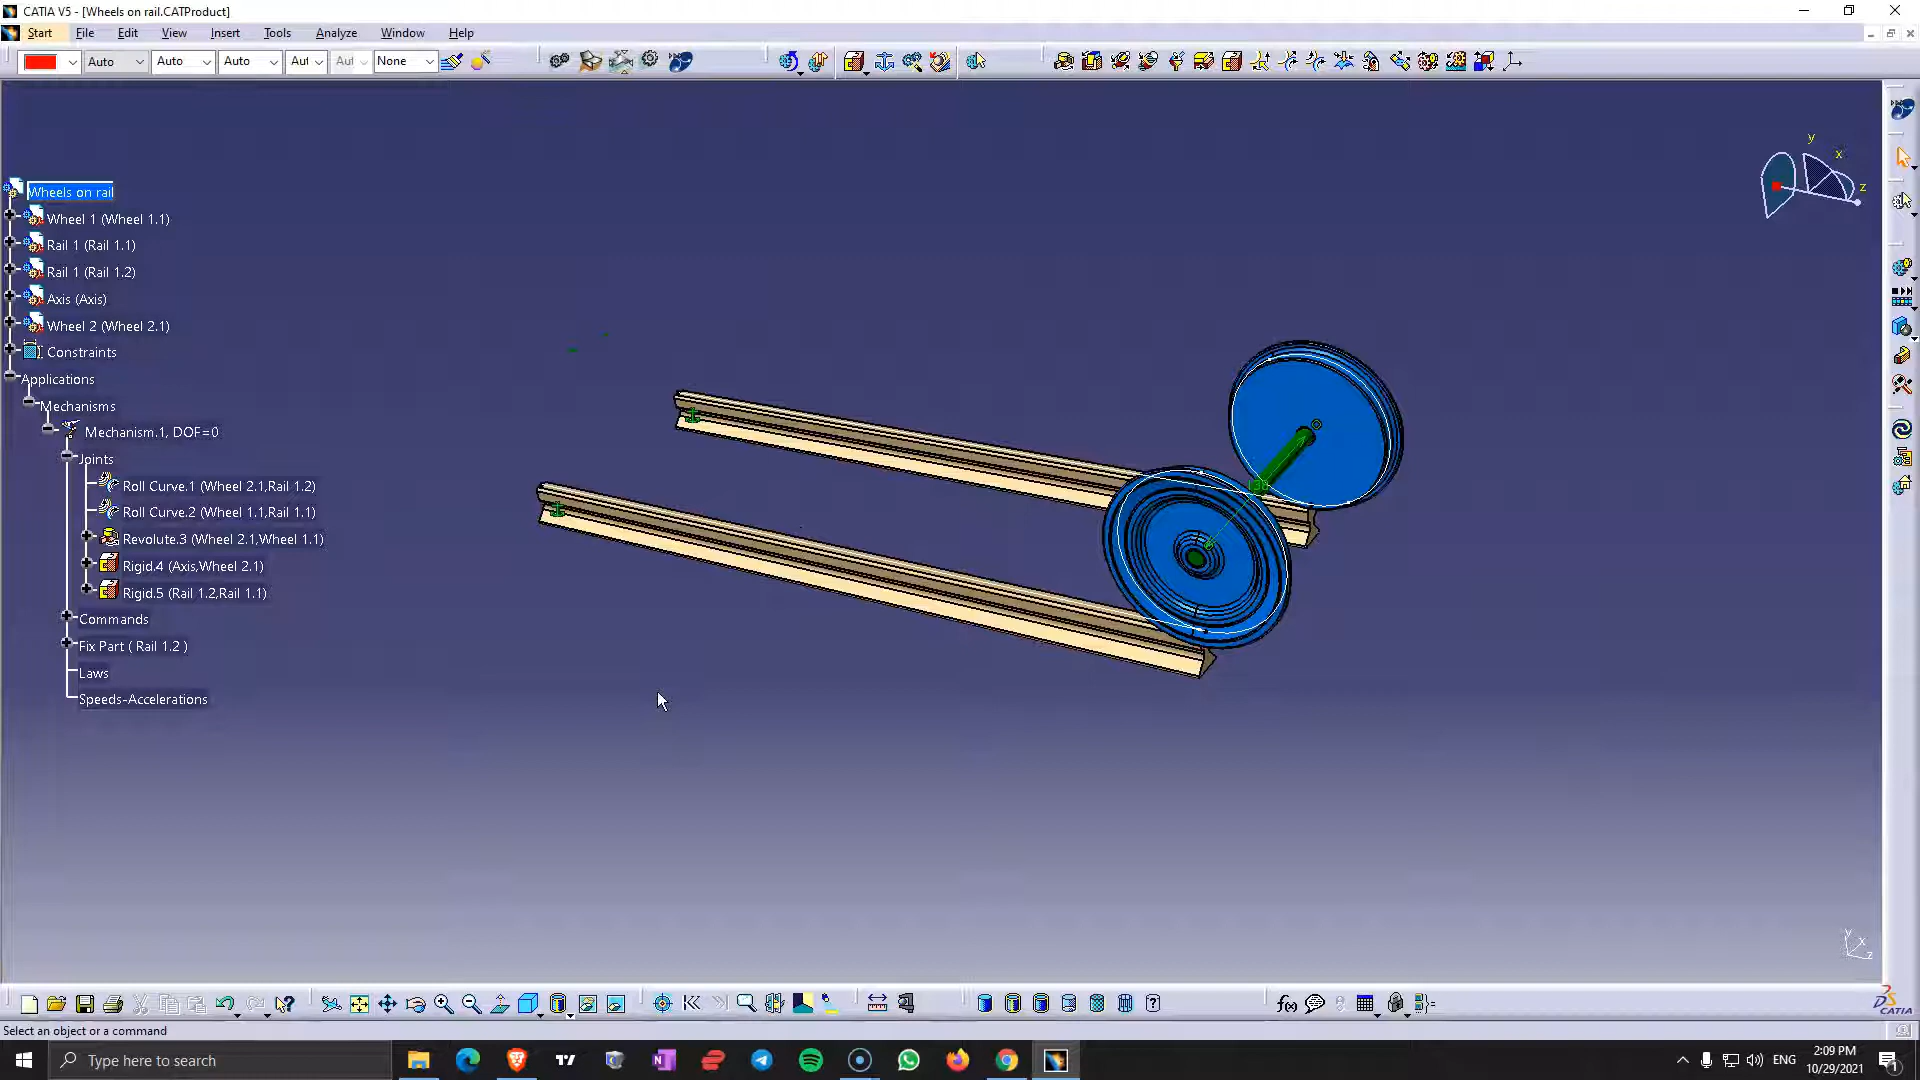 CATIA V5 - [Wheels on rail.CATProduct]
Start File Edit View Insert Tools Analyze Window Help
Auto Auto Auto Aut Aut None
y
x
z
Wheels on rail
Wheel 1 (Wheel 1.1)
Rail 1 (Rail 1.1)
Rail 1 (Rail 1.2)
Axis (Axis)
Wheel 2 (Wheel 2.1)
Constraints
Applications
Mechanisms
Mechanism.1, DOF=0
Joints
Roll Curve.1 (Wheel 2.1,Rail 1.2)
Roll Curve.2 (Wheel 1.1,Rail 1.1)
Revolute.3 (Wheel 2.1,Wheel 1.1)
Rigid.4 (Axis,Wheel 2.1)
Rigid.5 (Rail 1.2,Rail 1.1)
Commands
Fix Part ( Rail 1.2 )
Laws
Speeds-Accelerations
y
x
z
f(x)
CATIA
Select an object or a command
Type here to search
ENG
2:09 PM
10/29/2021
1